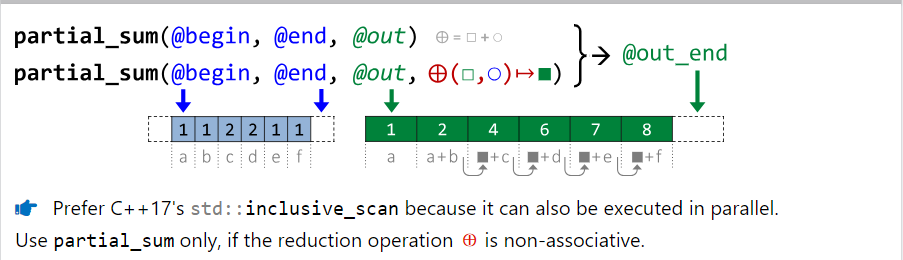 partial_sum(@begin, @end, @out) ⊕ = □ + ○
partial_sum(@begin, @end, @out, ⊕(□,○)↦■)
→ @out_end
1 1 2 2 1 1
1 2 4 6 7 8
a b c d e f
a a+b ■+c ■+d ■+e ■+f
Prefer C++17's std::inclusive_scan because it can also be executed in parallel.
Use partial_sum only, if the reduction operation ⊕ is non-associative.